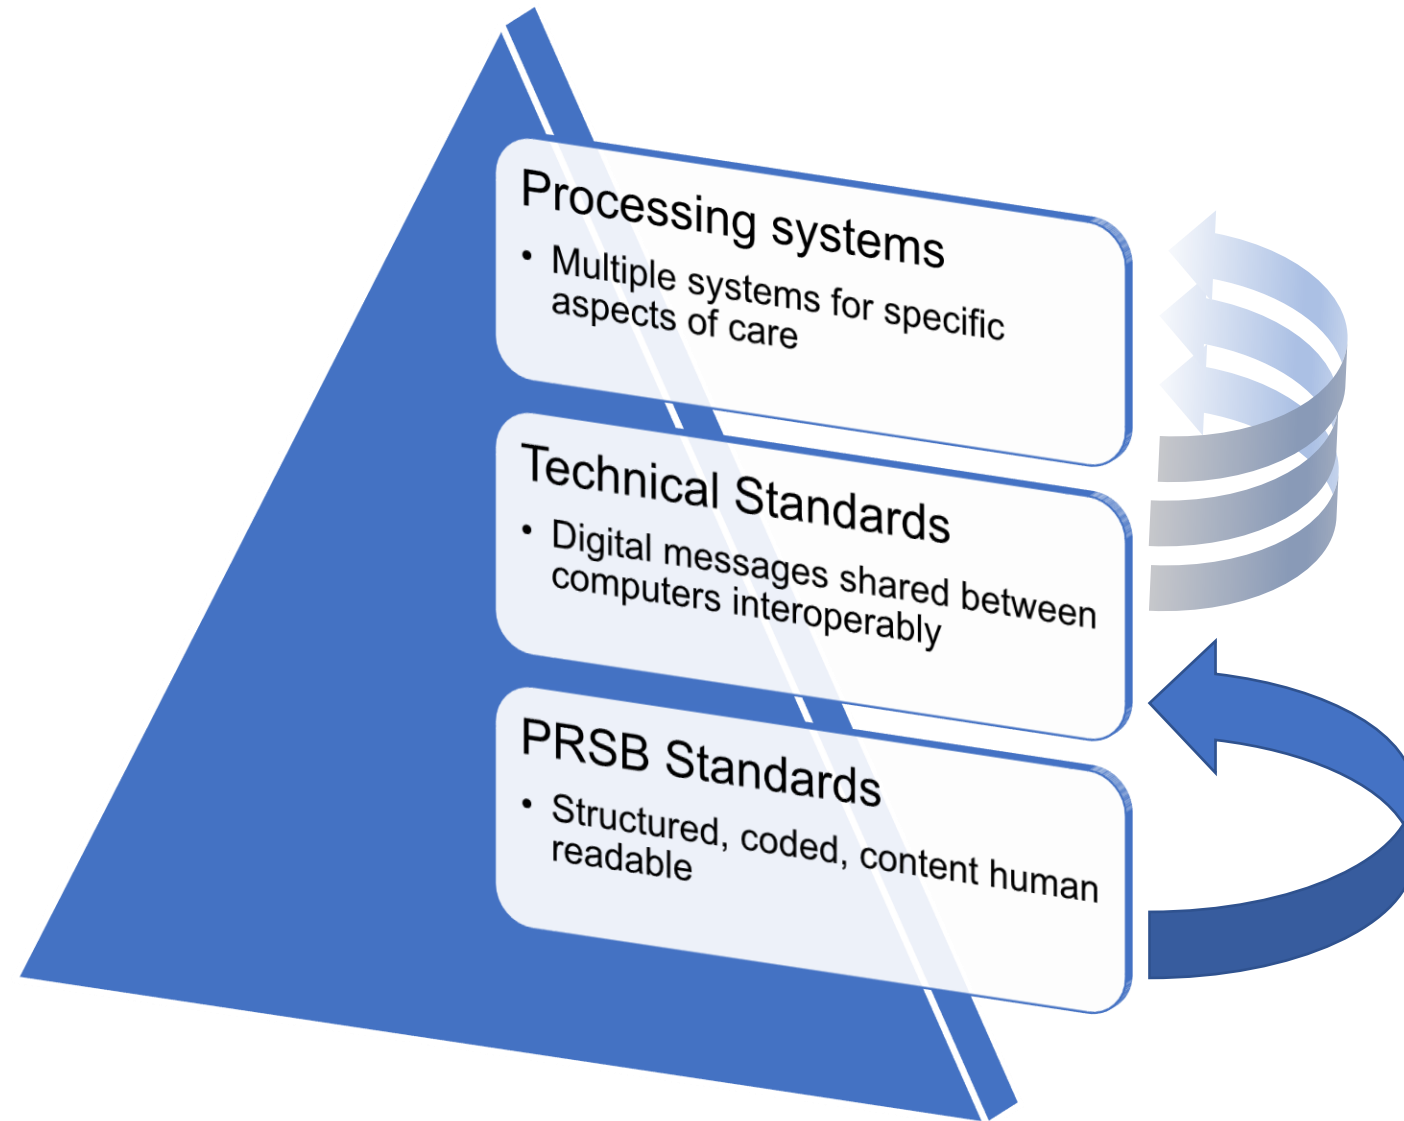 Processing systems
• Multiple systems for specific
aspects of care
Technical Standards
• Digital messages shared between
computers interoperably
PRSB Standards
• Structured, coded, content human
readable